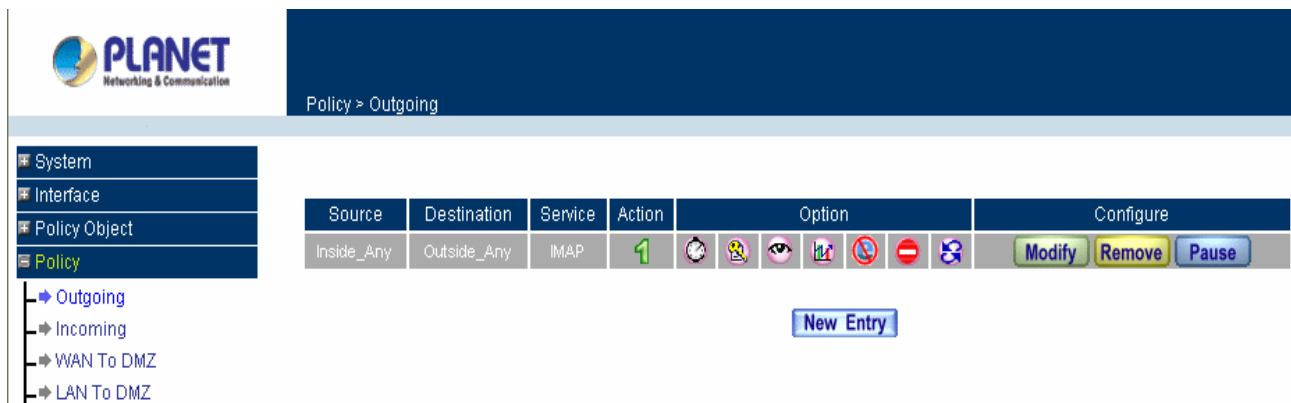 PLANET
Networking & Communication
Policy > Outgoing
System
Interface
Policy Object
Policy
Outgoing
Incoming
WAN To DMZ
LAN To DMZ
Source Destination Service Action Option Configure
Inside_Any Outside_Any IMAP 1 Modify Remove Pause
New Entry